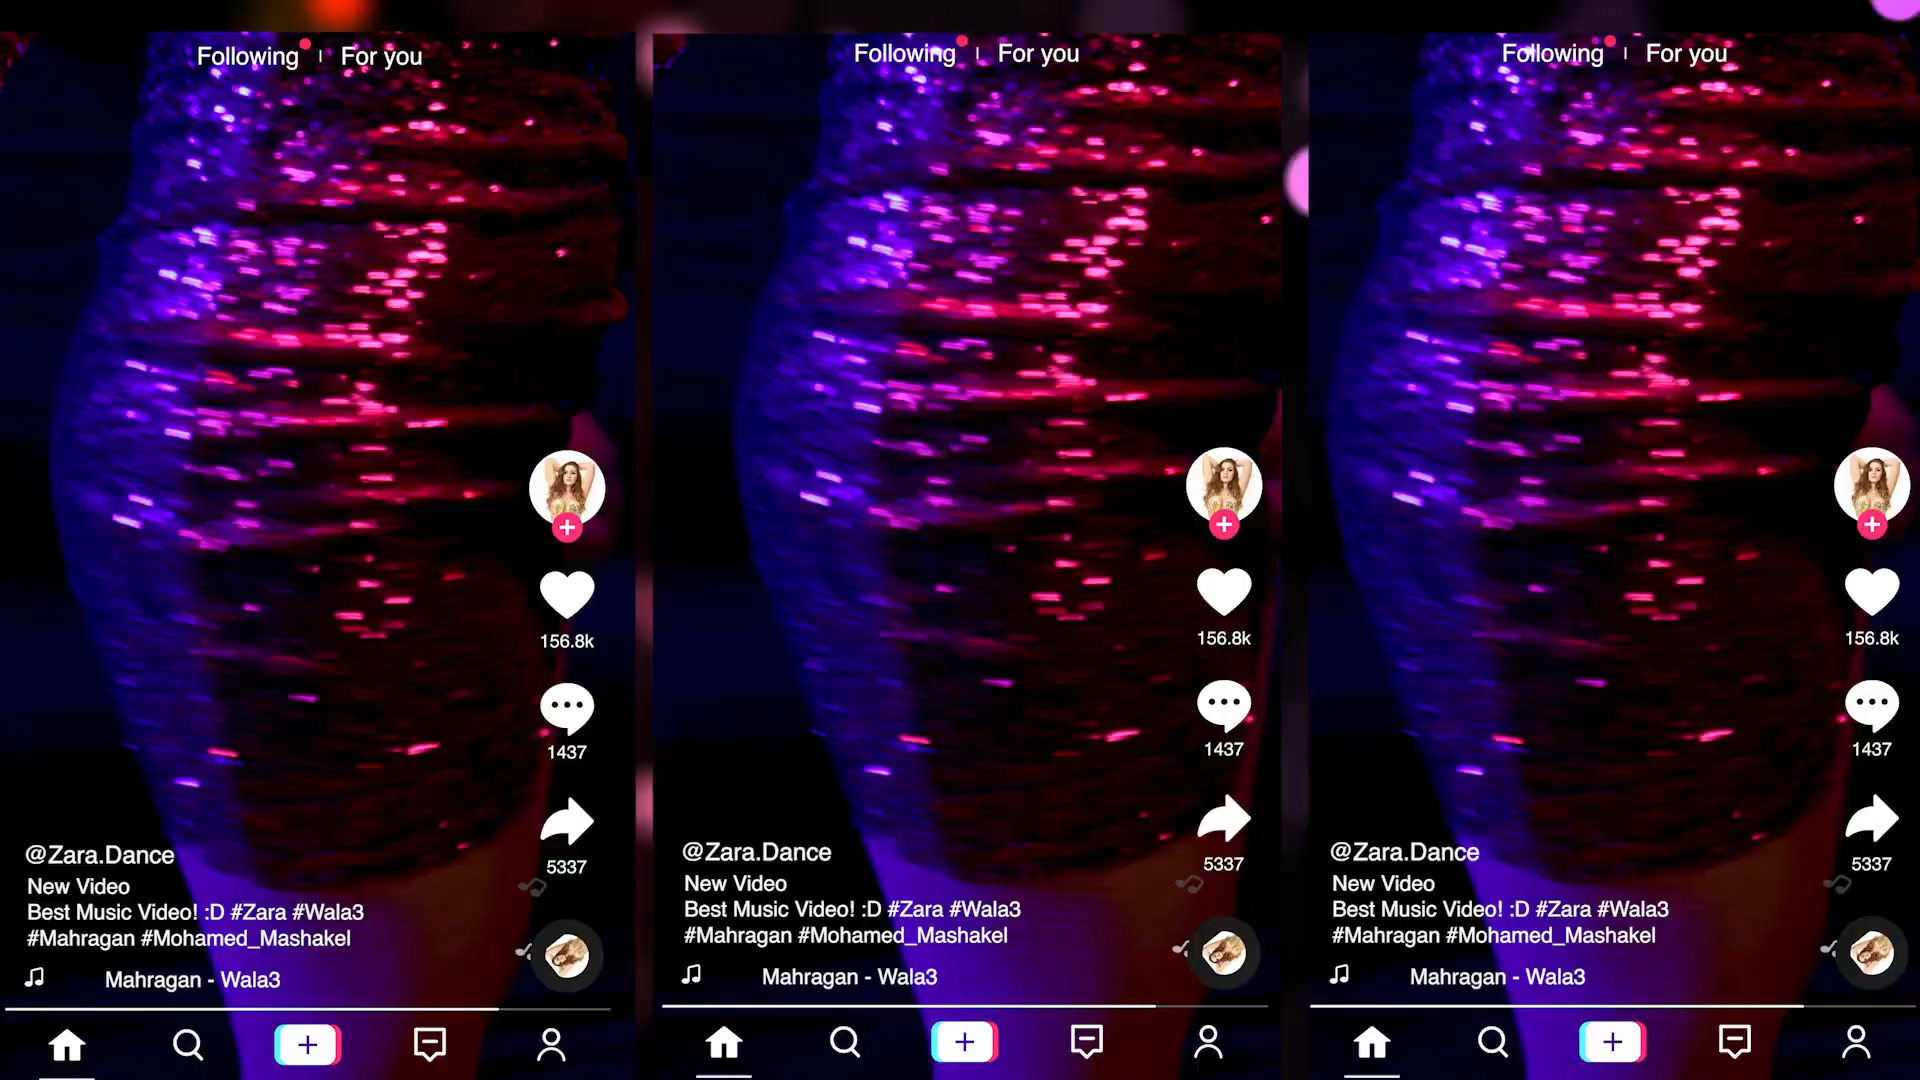 Following | For you
156.8k
1437
5337
@Zara.Dance
New Video
Best Music Video! :D #Zara #Wala3
#Mahragan #Mohamed_Mashakel
Mahragan - Wala3
Following | For you
156.8k
1437
5337
@Zara.Dance
New Video
Best Music Video! :D #Zara #Wala3
#Mahragan #Mohamed_Mashakel
Mahragan - Wala3
Following | For you
156.8k
1437
5337
@Zara.Dance
New Video
Best Music Video! :D #Zara #Wala3
#Mahragan #Mohamed_Mashakel
Mahragan - Wala3